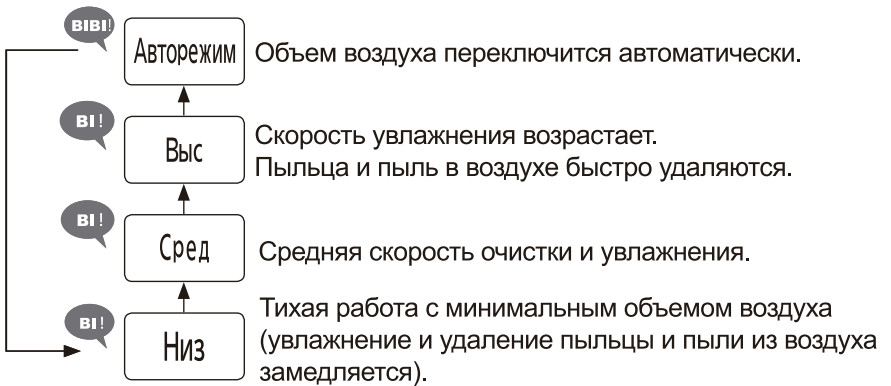 BIBI!
Авторежим
Объем воздуха переключится автоматически.
BI!
Выс
Скорость увлажнения возрастает.
Пыльца и пыль в воздухе быстро удаляются.
BI!
Сред
Средняя скорость очистки и увлажнения.
BI!
Низ
Тихая работа с минимальным объемом воздуха
(увлажнение и удаление пыльцы и пыли из воздуха
замедляется).